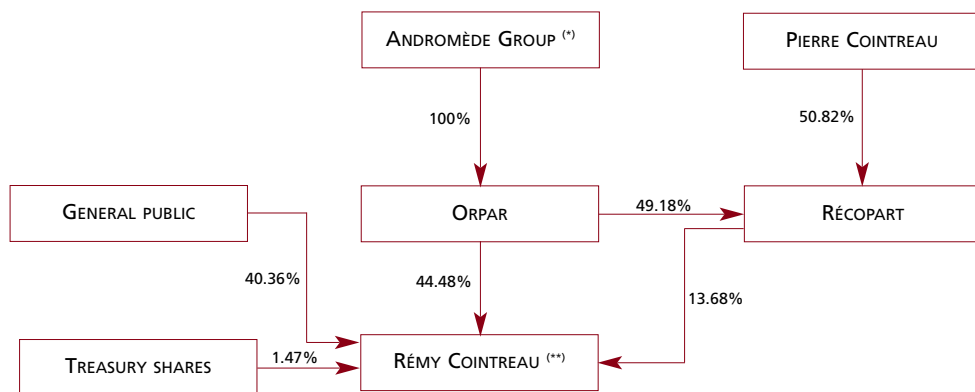 ANDROMÈDE GROUP (*)
PIERRE COINTREAU
100%
50.82%
GENERAL PUBLIC
ORPAR
49.18%
RÉCOPART
40.36%
44.48%
13.68%
TREASURY SHARES
1.47%
RÉMY COINTREAU (**)